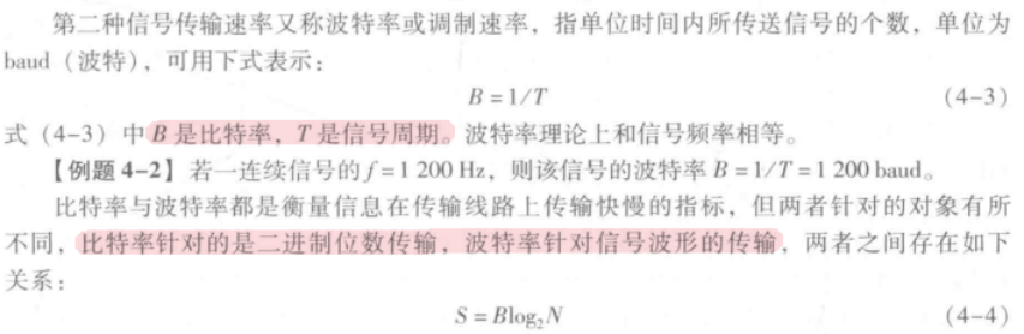 第二种信号传输速率又称波特率或调制速率，指单位时间内所传送信号的个数，单位为
baud（波特），可用下式表示：
B = 1/T (4-3)
式（4-3）中 B 是比特率，T 是信号周期。波特率理论上和信号频率相等。
【例题 4-2】若一连续信号的 f = 1 200 Hz，则该信号的波特率 B = 1/T = 1 200 baud。
比特率与波特率都是衡量信息在传输线路上传输快慢的指标，但两者针对的对象有所
不同，比特率针对的是二进制位数传输，波特率针对信号波形的传输，两者之间存在如下
关系：
S = Blog₂N (4-4)